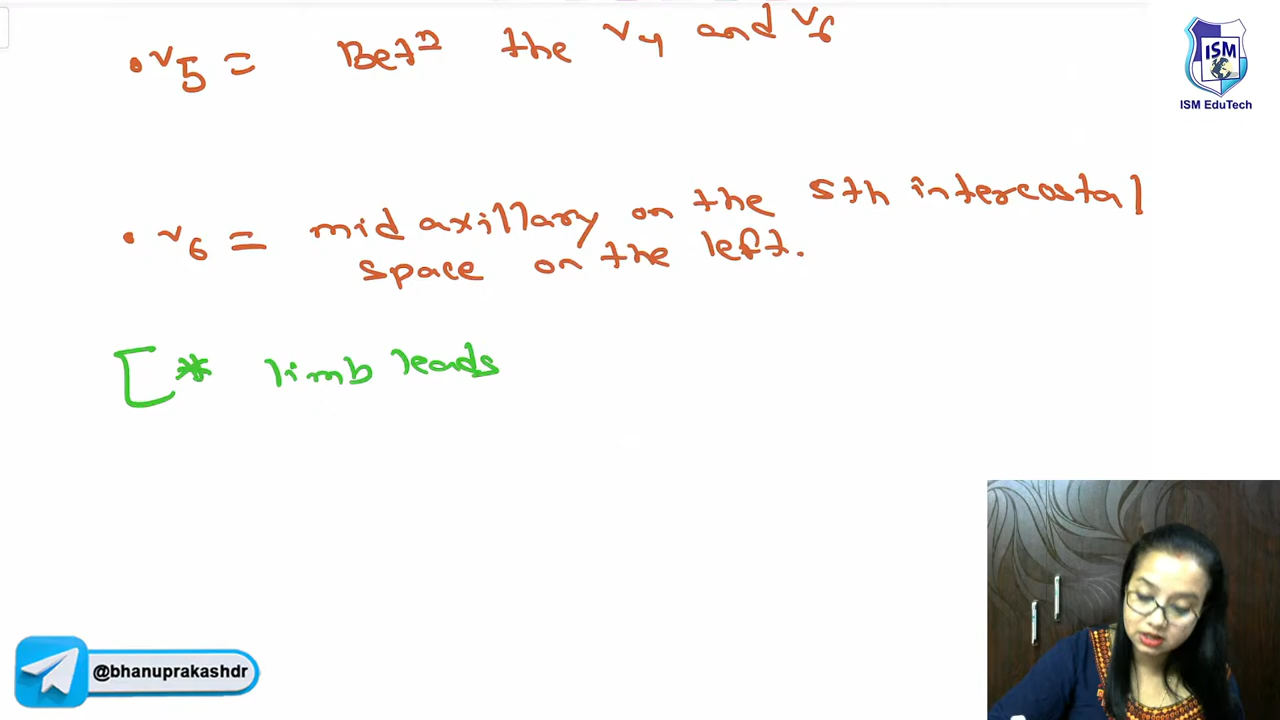 • V5 = Betⁿ the V4 and V6
ISM
ISM EduTech
• V6 = mid axillary on the 5th intercostal
space on the left.
[* limb leads
@bhanuprakashdr